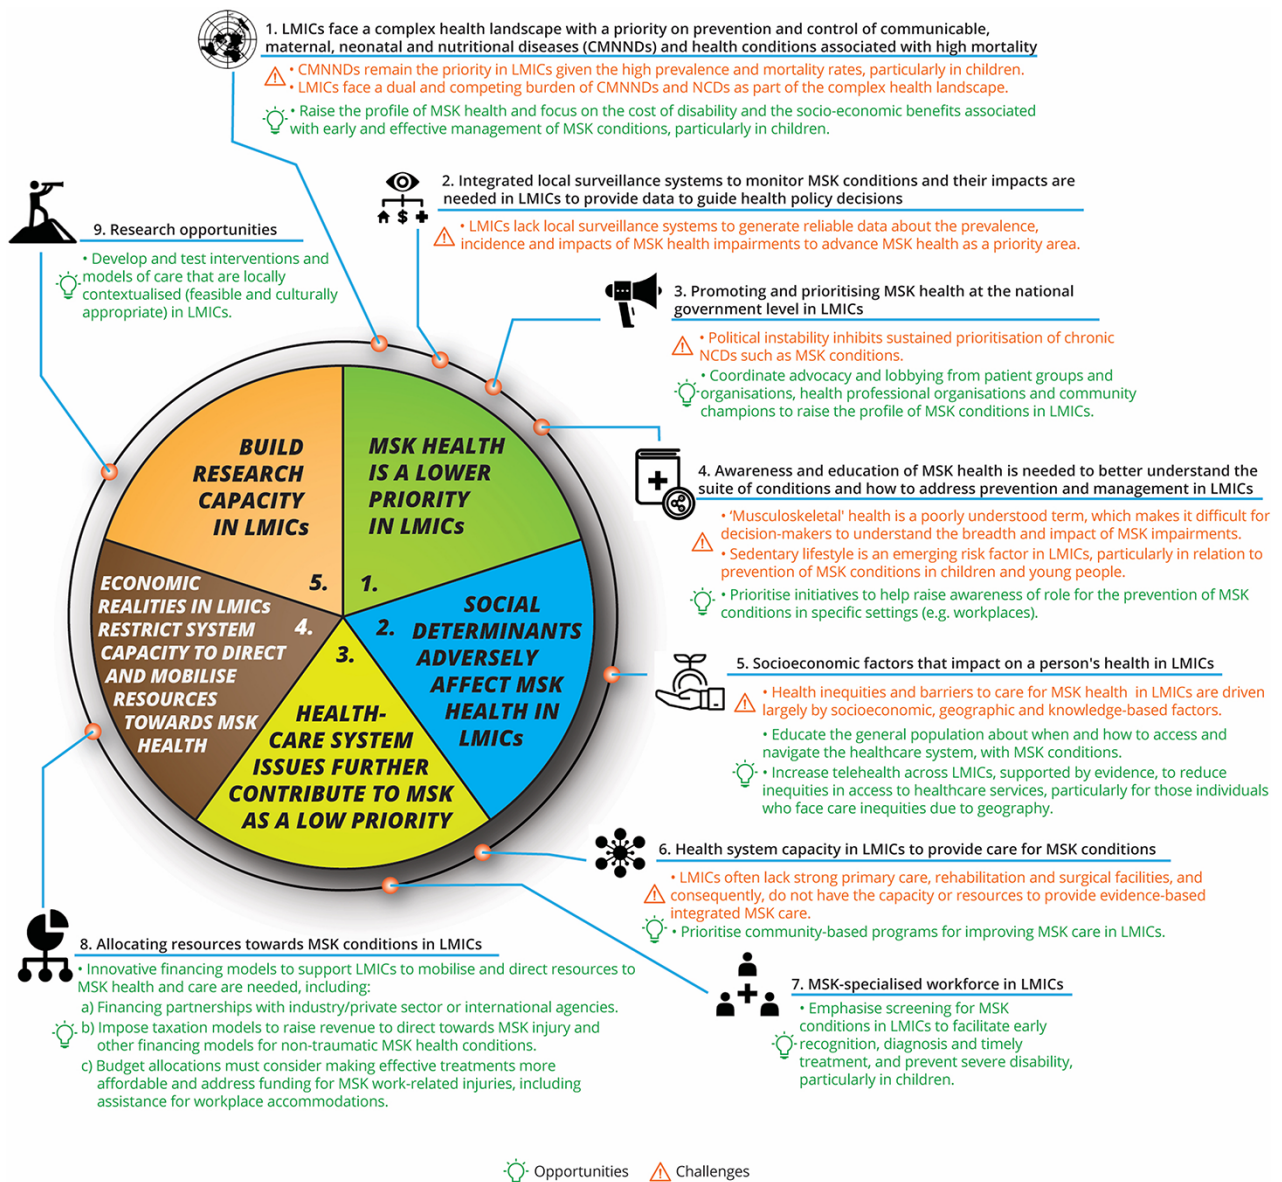 1. LMICs face a complex health landscape with a priority on prevention and control of communicable,
maternal, neonatal and nutritional diseases (CMNNDs) and health conditions associated with high mortality
• CMNNDs remain the priority in LMICs given the high prevalence and mortality rates, particularly in children.
• LMICs face a dual and competing burden of CMNNDs and NCDs as part of the complex health landscape.
• Raise the profile of MSK health and focus on the cost of disability and the socio-economic benefits associated
with early and effective management of MSK conditions, particularly in children.
2. Integrated local surveillance systems to monitor MSK conditions and their impacts are
needed in LMICs to provide data to guide health policy decisions
• LMICs lack local surveillance systems to generate reliable data about the prevalence,
incidence and impacts of MSK health impairments to advance MSK health as a priority area.
3. Promoting and prioritising MSK health at the national
government level in LMICs
• Political instability inhibits sustained prioritisation of chronic
NCDs such as MSK conditions.
• Coordinate advocacy and lobbying from patient groups and
organisations, health professional organisations and community
champions to raise the profile of MSK conditions in LMICs.
4. Awareness and education of MSK health is needed to better understand the
suite of conditions and how to address prevention and management in LMICs
• ‘Musculoskeletal' health is a poorly understood term, which makes it difficult for
decision-makers to understand the breadth and impact of MSK impairments.
• Sedentary lifestyle is an emerging risk factor in LMICs, particularly in relation to
prevention of MSK conditions in children and young people.
• Prioritise initiatives to help raise awareness of role for the prevention of MSK
conditions in specific settings (e.g. workplaces).
5. Socioeconomic factors that impact on a person's health in LMICs
• Health inequities and barriers to care for MSK health in LMICs are driven
largely by socioeconomic, geographic and knowledge-based factors.
• Educate the general population about when and how to access and
navigate the healthcare system, with MSK conditions.
• Increase telehealth across LMICs, supported by evidence, to reduce
inequities in access to healthcare services, particularly for those individuals
who face care inequities due to geography.
6. Health system capacity in LMICs to provide care for MSK conditions
• LMICs often lack strong primary care, rehabilitation and surgical facilities, and
consequently, do not have the capacity or resources to provide evidence-based
integrated MSK care.
• Prioritise community-based programs for improving MSK care in LMICs.
7. MSK-specialised workforce in LMICs
• Emphasise screening for MSK
conditions in LMICs to facilitate early
recognition, diagnosis and timely
treatment, and prevent severe disability,
particularly in children.
8. Allocating resources towards MSK conditions in LMICs
• Innovative financing models to support LMICs to mobilise and direct resources to
MSK health and care are needed, including:
a) Financing partnerships with industry/private sector or international agencies.
b) Impose taxation models to raise revenue to direct towards MSK injury and
other financing models for non-traumatic MSK health conditions.
c) Budget allocations must consider making effective treatments more
affordable and address funding for MSK work-related injuries, including
assistance for workplace accommodations.
9. Research opportunities
• Develop and test interventions and
models of care that are locally
contextualised (feasible and culturally
appropriate) in LMICs.
MSK HEALTH
IS A LOWER
PRIORITY
IN LMICs
1.
SOCIAL
2. DETERMINANTS
ADVERSELY
AFFECT MSK
HEALTH IN
LMICs
3.
HEALTH-
CARE SYSTEM
ISSUES FURTHER
CONTRIBUTE TO MSK
AS A LOW PRIORITY
ECONOMIC
REALITIES IN LMICs
RESTRICT SYSTEM 4.
CAPACITY TO DIRECT
AND MOBILISE
RESOURCES
TOWARDS MSK
HEALTH
BUILD
RESEARCH
CAPACITY
IN LMICs
5.
Opportunities
Challenges